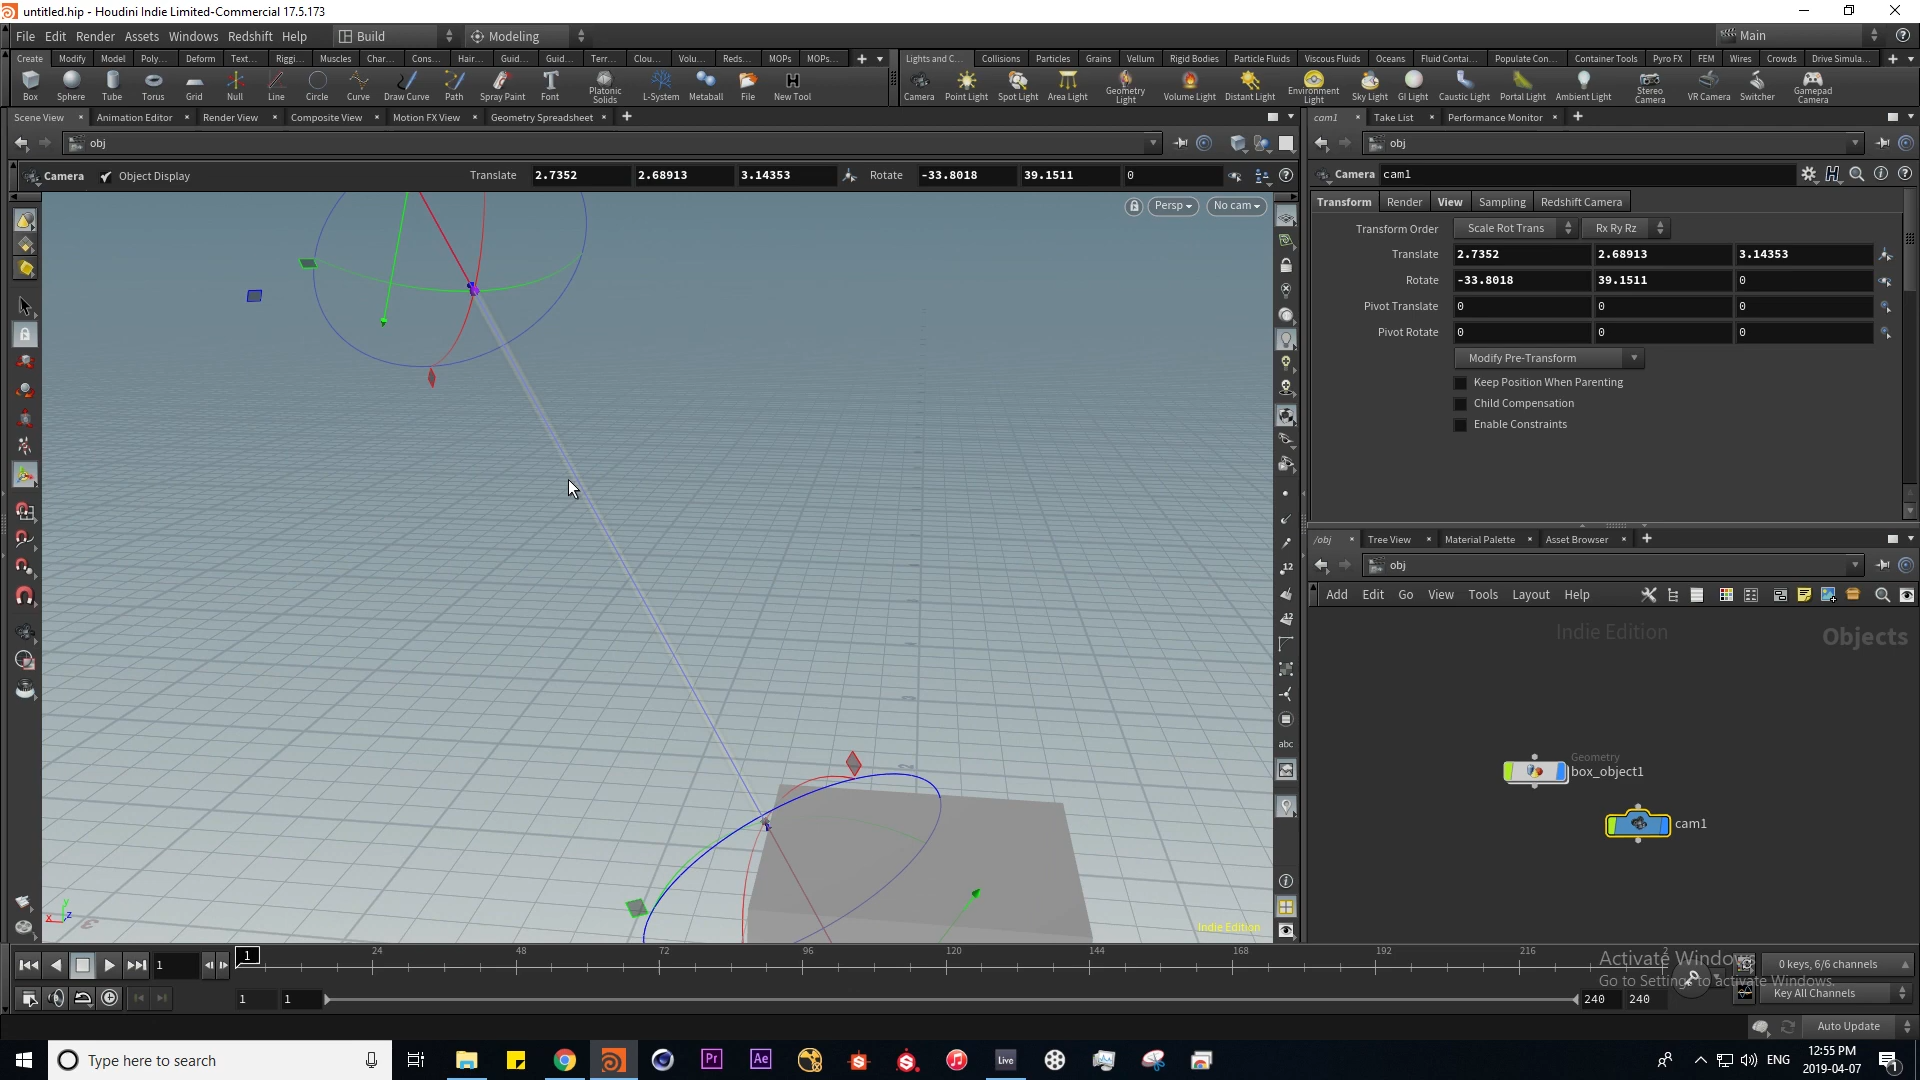 untitled.hip - Houdini Indie Limited-Commercial 17.5.173
File Edit Render Assets Windows Redshift Help Build Modeling Main
Create Modify Model Poly... Deform Text... Riggi... Muscles Char... Cons... Hair... Guid... Guid... Terr... Clou... Volu... Reds... MOPs MOPs...
Lights and C... Collisions Particles Grains Vellum Rigid Bodies Particle Fluids Viscous Fluids Oceans Fluid Contai... Populate Con... Container Tools Pyro FX FEM Wires Crowds Drive Simula...
Box Sphere Tube Torus Grid Null Line Circle Curve Draw Curve Path Spray Paint Font Platonic Solids L-System Metaball File New Tool
Camera Point Light Spot Light Area Light Geometry Light Volume Light Distant Light Environment Light Sky Light GI Light Caustic Light Portal Light Ambient Light Stereo Camera VR Camera Switcher Gamepad Camera
Scene View Animation Editor Render View Composite View Motion FX View Geometry Spreadsheet
cam1 Take List Performance Monitor
obj
obj
Camera Object Display Translate 2.7352 2.68913 3.14353 Rotate -33.8018 39.1511 0
Camera cam1
Persp No cam
Transform Render View Sampling Redshift Camera
Transform Order Scale Rot Trans Rx Ry Rz
Translate 2.7352 2.68913 3.14353
Rotate -33.8018 39.1511 0
Pivot Translate 0 0 0
Pivot Rotate 0 0 0
Modify Pre-Transform
Keep Position When Parenting
Child Compensation
Enable Constraints
/obj Tree View Material Palette Asset Browser
obj
Add Edit Go View Tools Layout Help
Indie Edition
Objects
Geometry
box_object1
cam1
12
12
abc
Indie Edition
x y z
1 1 24 48 72 96 120 144 168 192 216 2
Activate Windows
Go to Settings to activate Windows.
0 keys, 6/6 channels
1 1 240 240 Key All Channels
Auto Update
Type here to search
Pr Ae Live
ENG
12:55 PM
2019-04-07
1